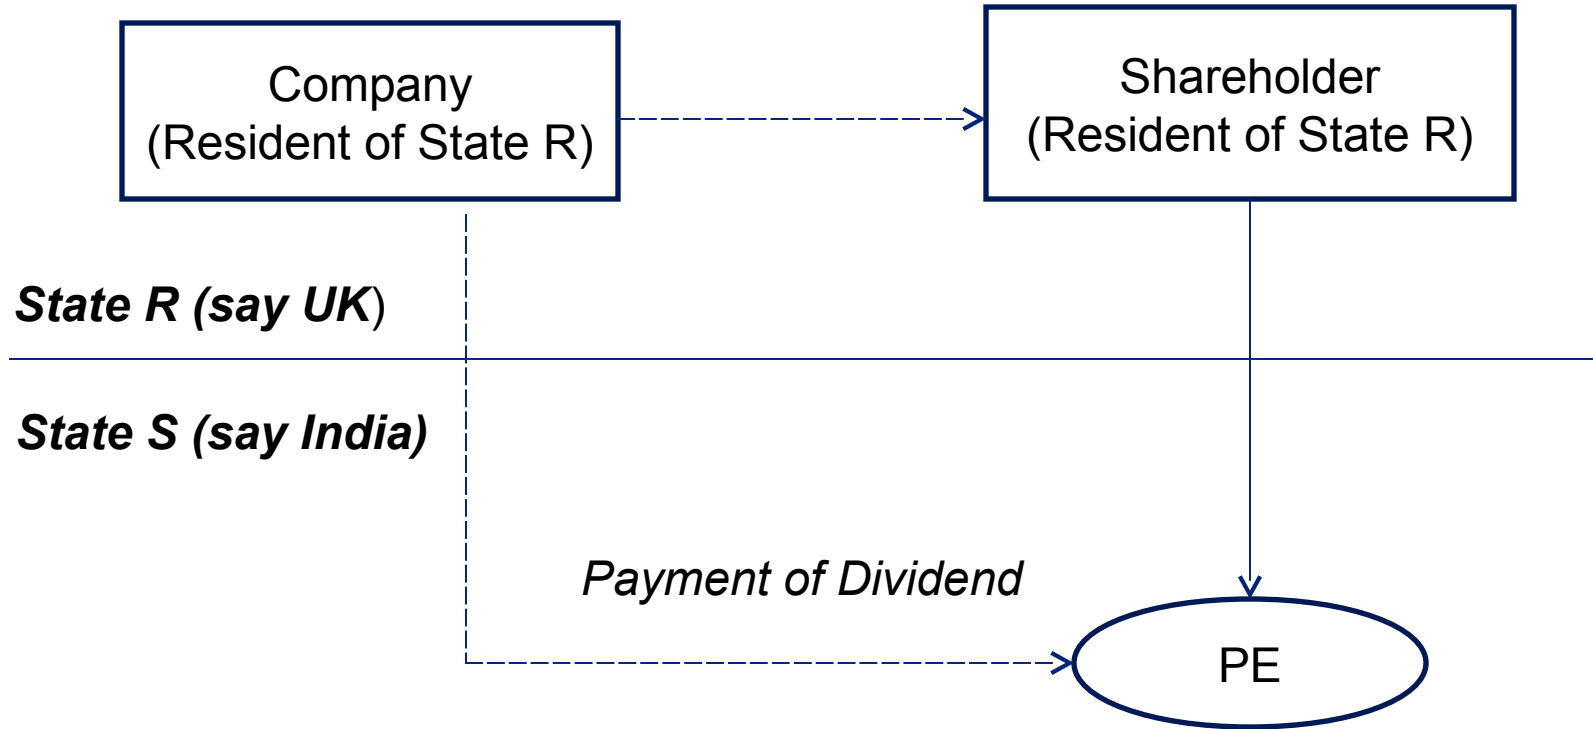 Company
(Resident of State R)
Shareholder
(Resident of State R)
State R (say UK)
State S (say India)
Payment of Dividend
PE